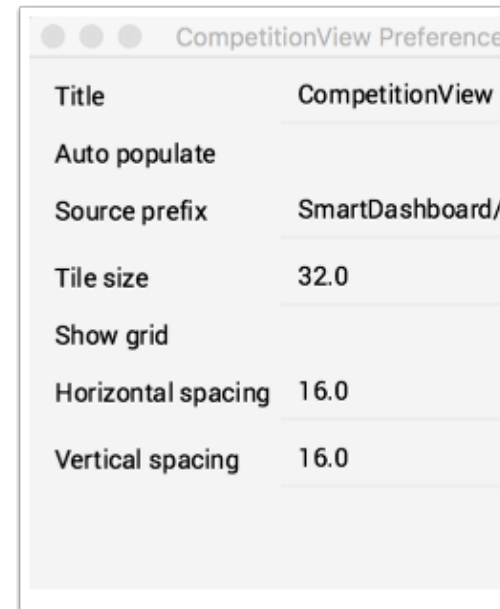 CompetitionView Preference
Title CompetitionView
Auto populate
Source prefix SmartDashboard/
Tile size 32.0
Show grid
Horizontal spacing 16.0
Vertical spacing 16.0